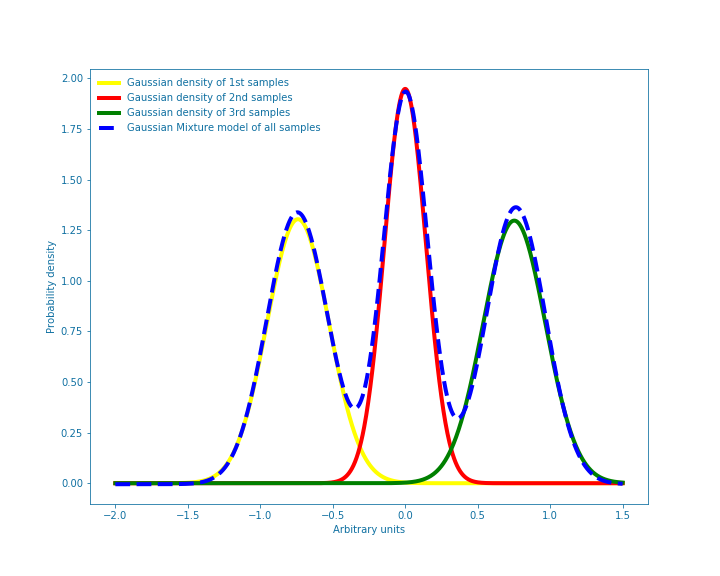 Gaussian density of 1st samples
Gaussian density of 2nd samples
Gaussian density of 3rd samples
Gaussian Mixture model of all samples
2.00
1.75
1.50
1.25
1.00
0.75
0.50
0.25
0.00
Probability density
−2.0 −1.5 −1.0 −0.5 0.0 0.5 1.0 1.5
Arbitrary units